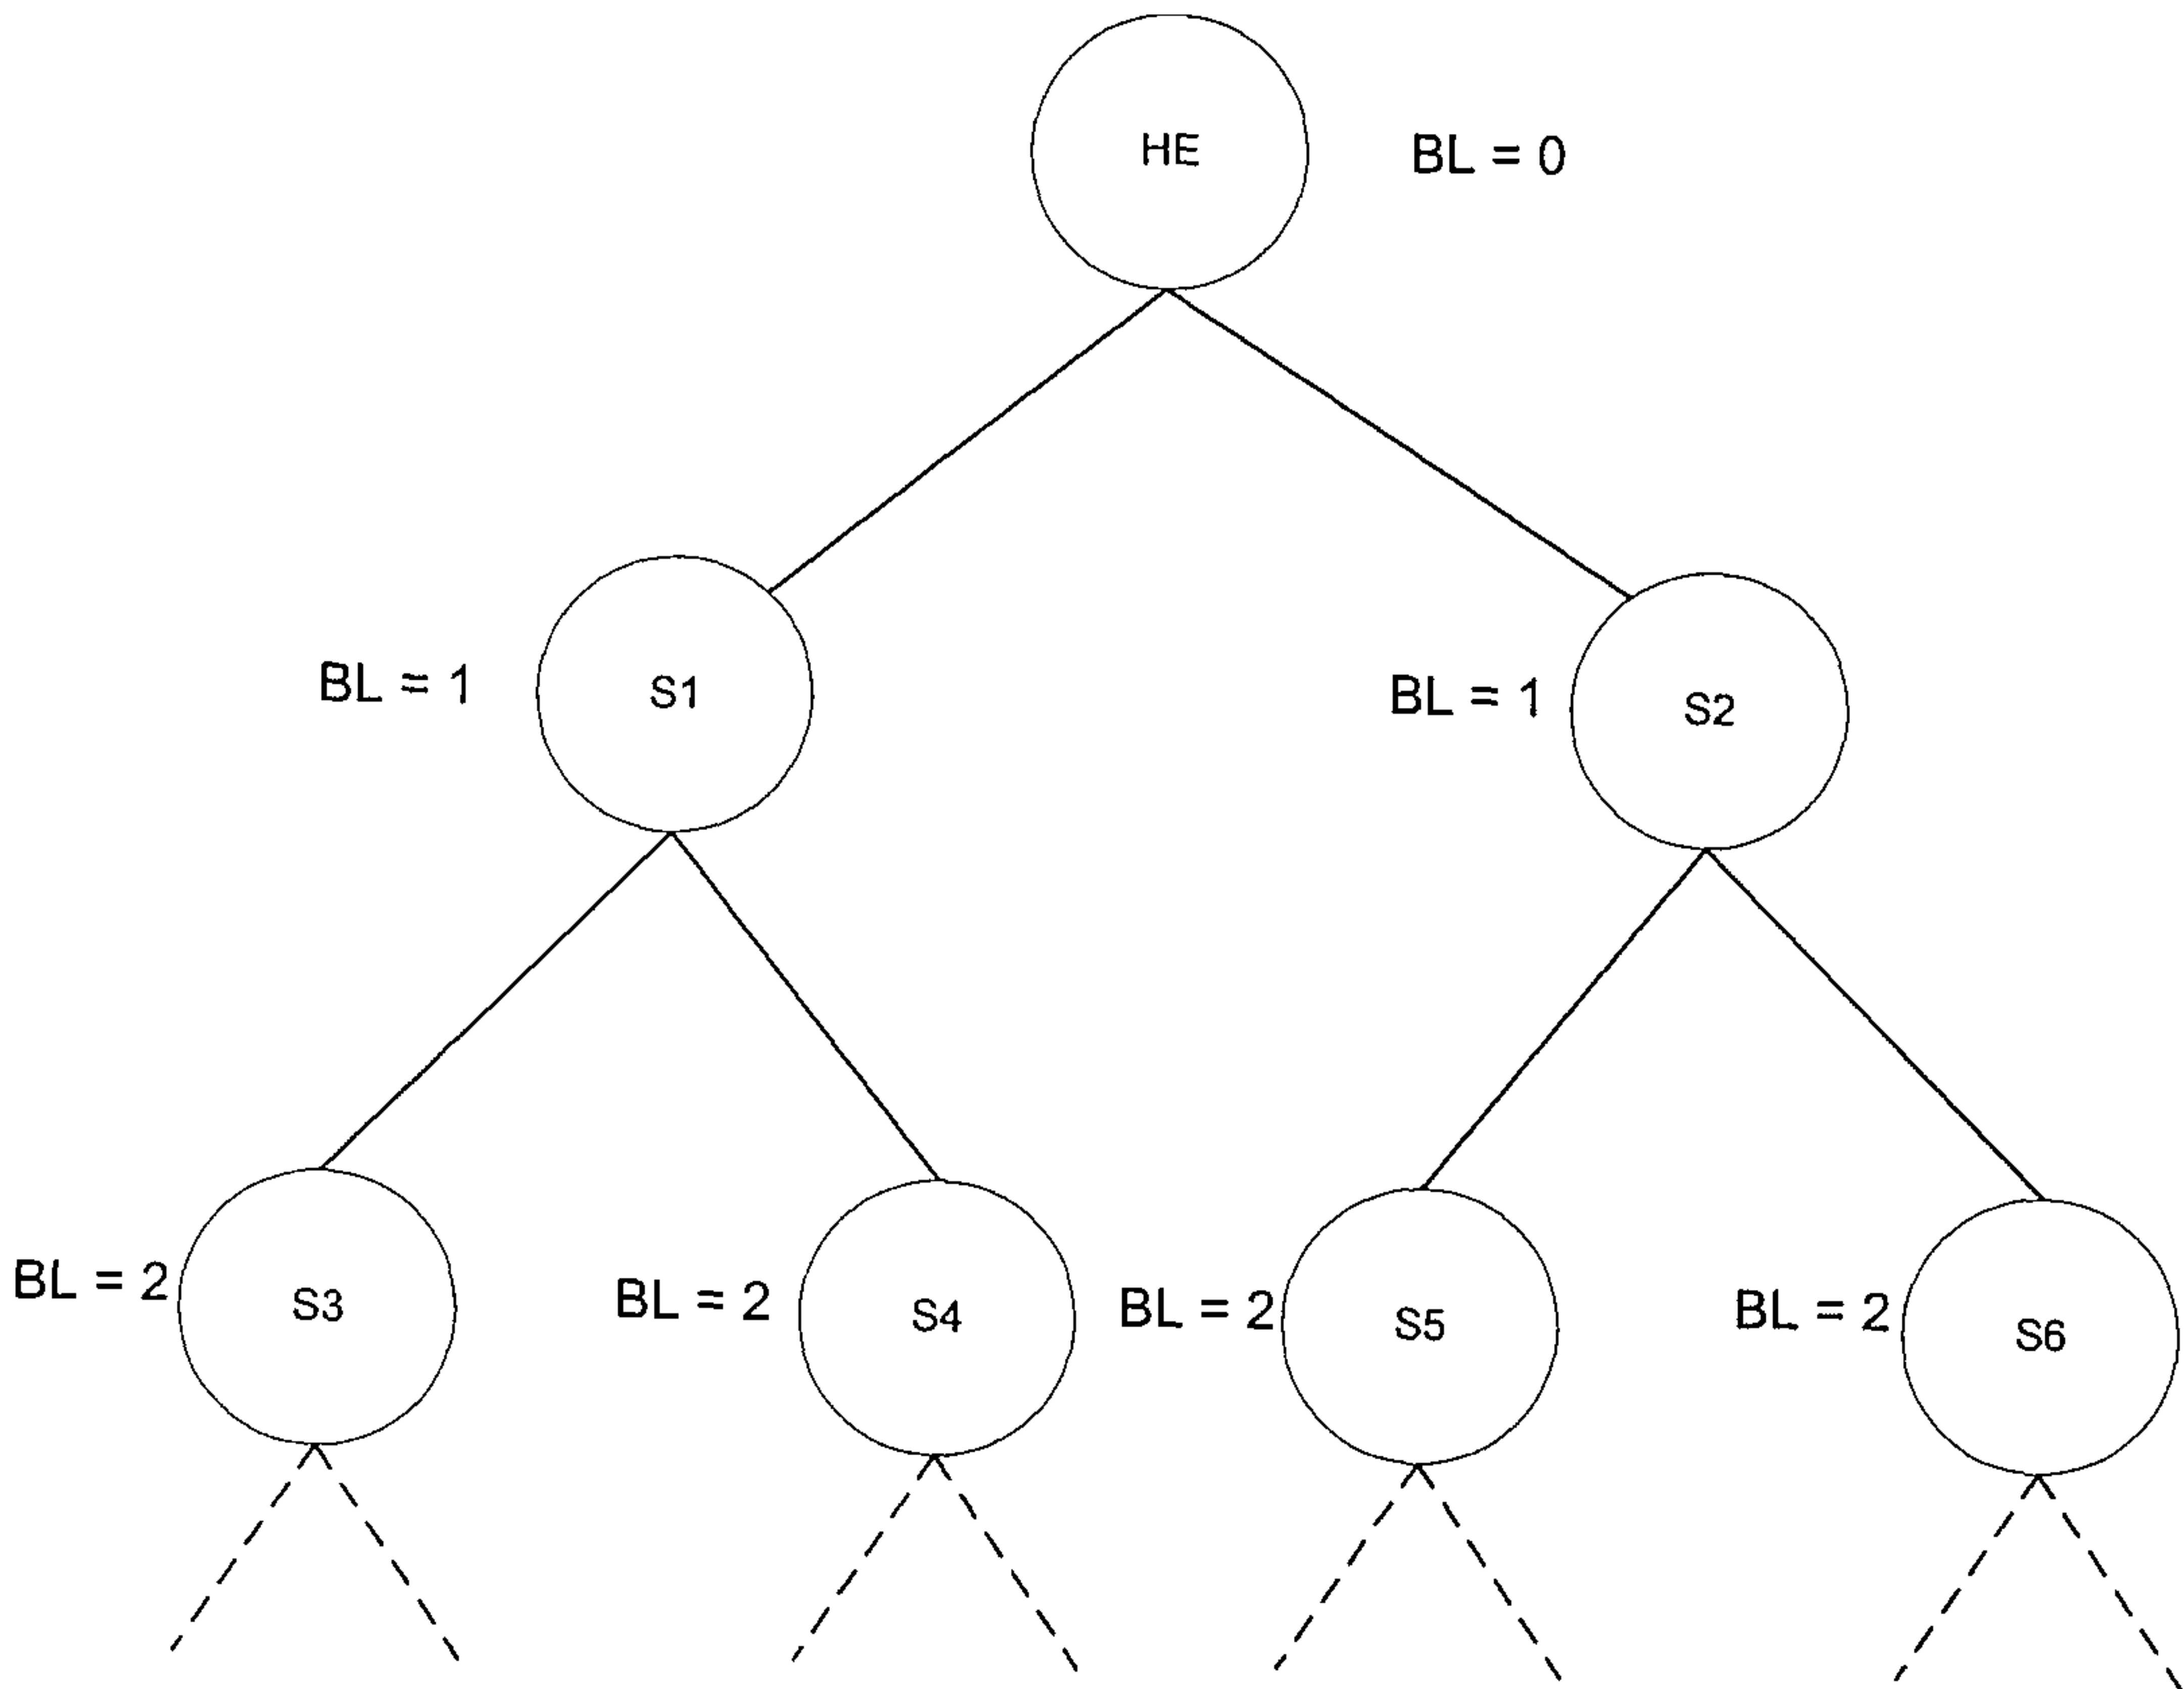 HE
BL = 0
BL = 1
S1
BL = 1
S2
BL = 2
S3
BL = 2
S4
BL = 2
S5
BL = 2
S6